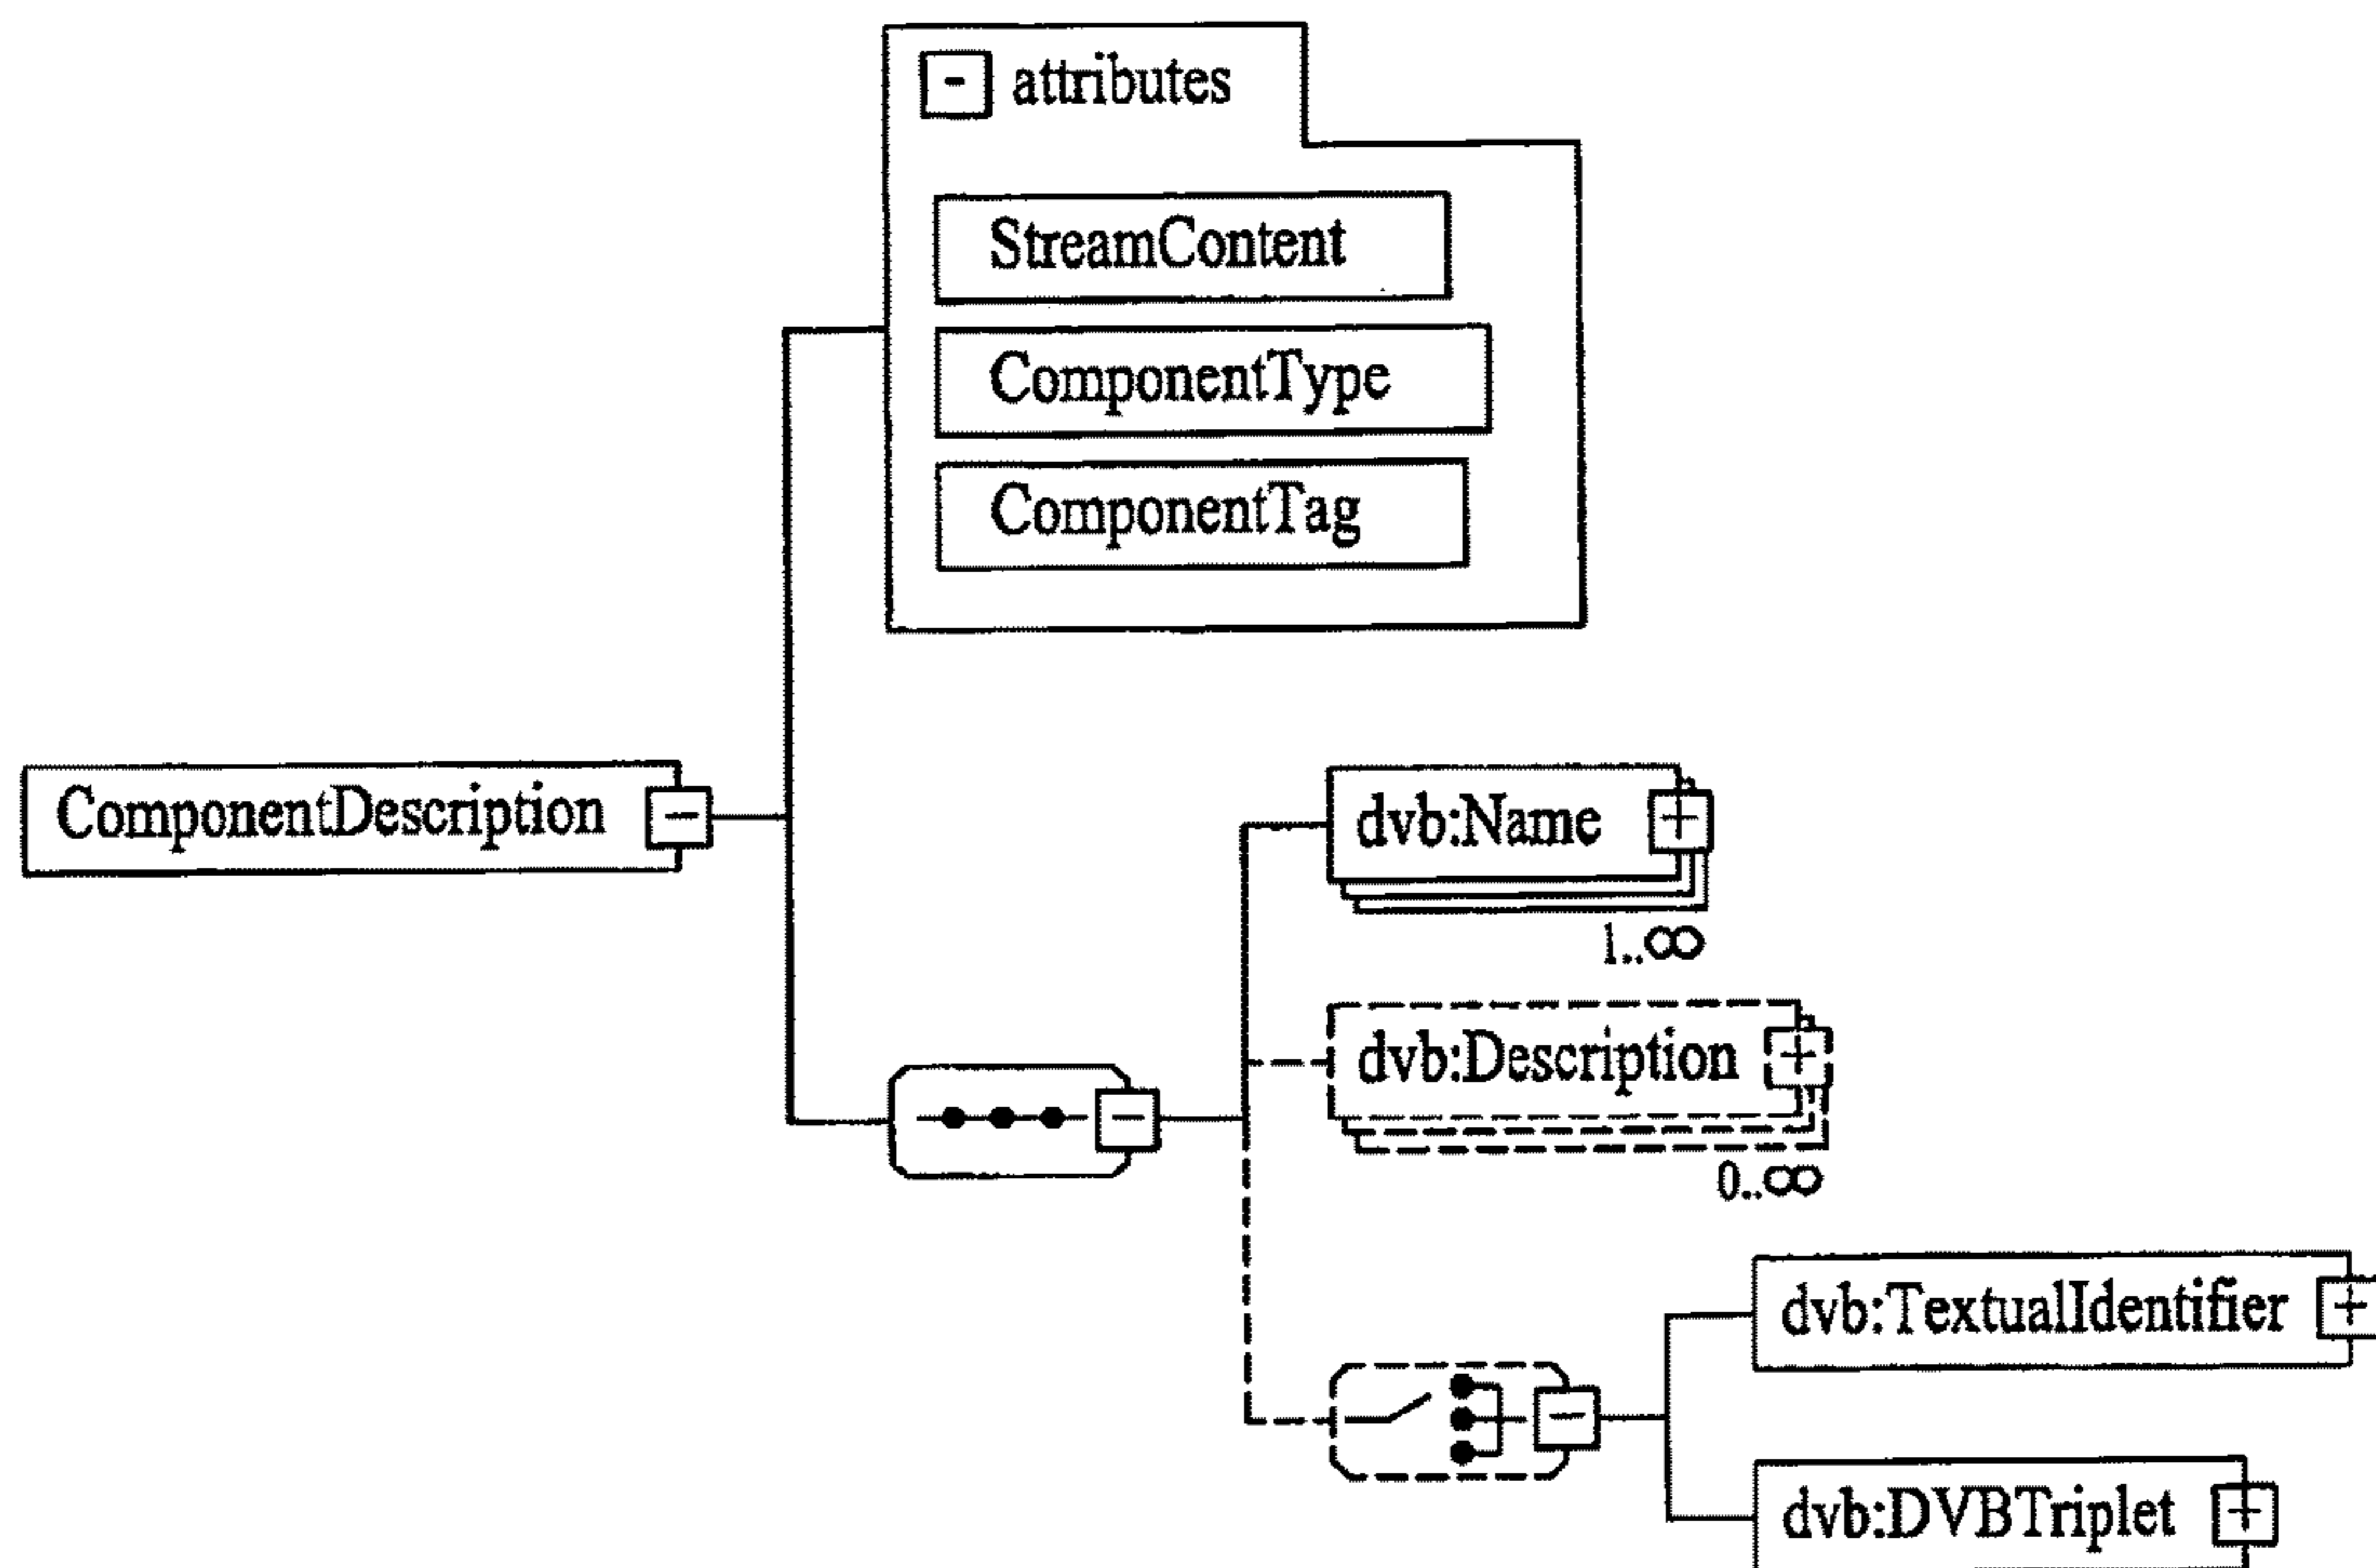 attributes
StreamContent
ComponentType
ComponentTag
ComponentDescription
dvb:Name
1..∞
dvb:Description
0..∞
dvb:TextualIdentifier
dvb:DVBTriplet